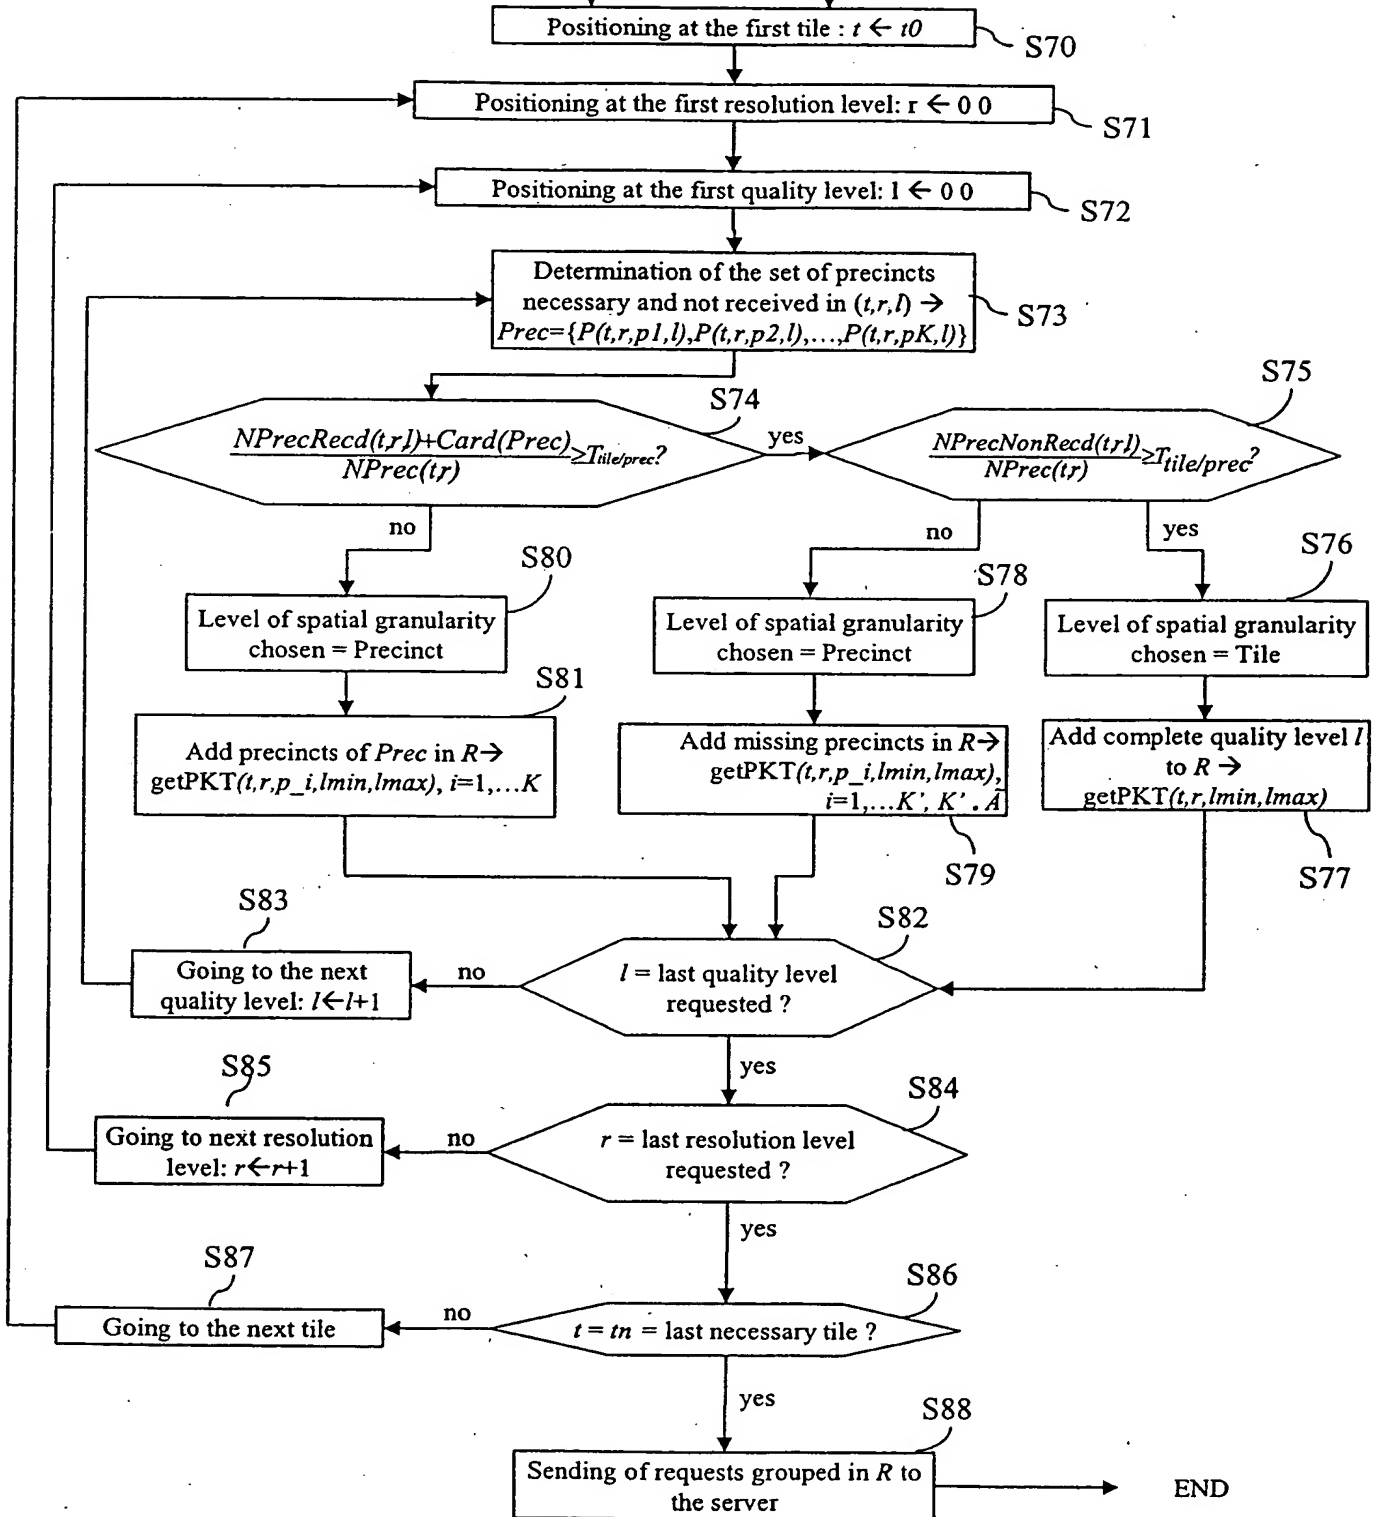 Positioning at the first tile : t ← t0
S70
Positioning at the first resolution level: r ← 0 0
S71
Positioning at the first quality level: l ← 0 0
S72
Determination of the set of precincts
necessary and not received in (t,r,l) →
Prec={P(t,r,p1,l),P(t,r,p2,l),…,P(t,r,pK,l)}
S73
S74
NPrecRecd(t,r,l)+Card(Prec)
NPrec(t,r)
≥Ttile/prec?
yes
no
S75
NPrecNonRecd(t,r,l)
NPrec(t,r)
≥Ttile/prec?
no
yes
S80
Level of spatial granularity
chosen = Precinct
S78
Level of spatial granularity
chosen = Precinct
S76
Level of spatial granularity
chosen = Tile
S81
Add precincts of Prec in R→
getPKT(t,r,p_i,lmin,lmax), i=1,…K
Add missing precincts in R→
getPKT(t,r,p_i,lmin,lmax),
i=1,…K', K' . Ã
S79
Add complete quality level l
to R →
getPKT(t,r,lmin,lmax)
S77
S83
Going to the next
quality level: l←l+1
no
S82
l = last quality level
requested ?
yes
S85
Going to next resolution
level: r←r+1
no
S84
r = last resolution level
requested ?
yes
S87
Going to the next tile
no
S86
t = tn = last necessary tile ?
yes
S88
Sending of requests grouped in R to
the server
END